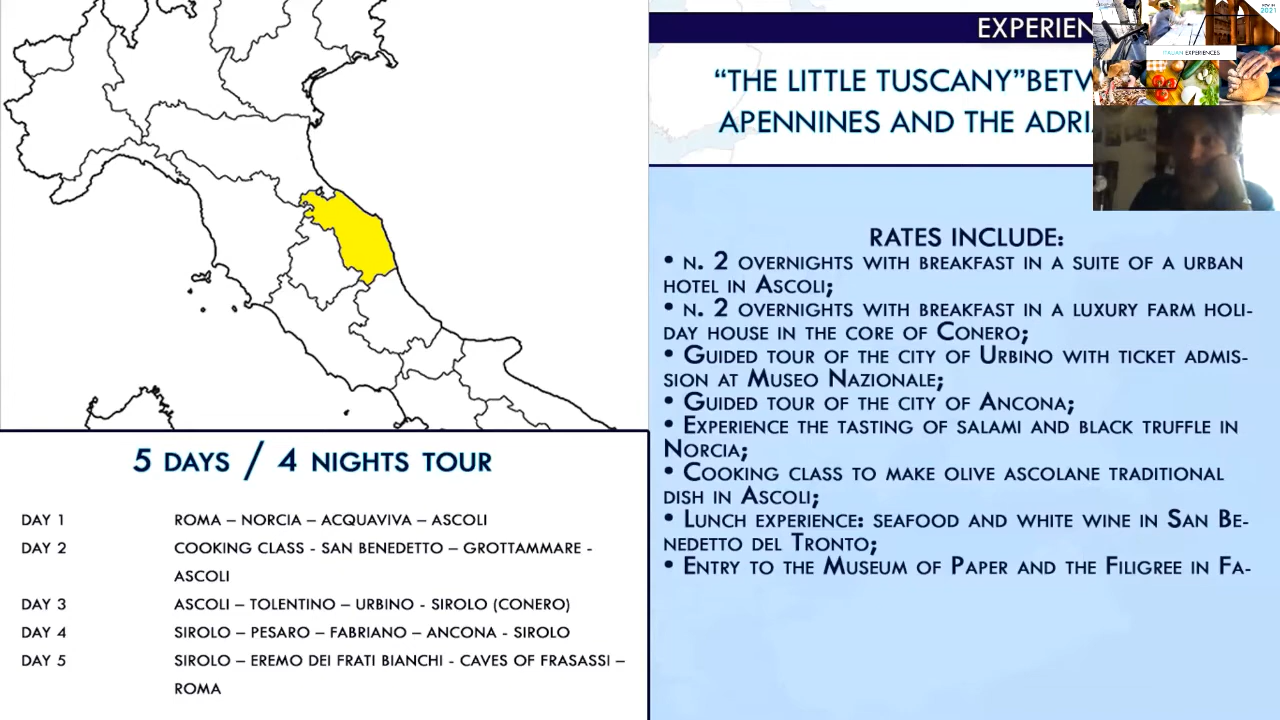 EXPERIEN
“THE LITTLE TUSCANY”BETW
APENNINES AND THE ADRI
2021
ITALIAN EXPERIENCES
RATES INCLUDE:
• N. 2 OVERNIGHTS WITH BREAKFAST IN A SUITE OF A URBAN
HOTEL IN ASCOLI;
• N. 2 OVERNIGHTS WITH BREAKFAST IN A LUXURY FARM HOLI-
DAY HOUSE IN THE CORE OF CONERO;
• GUIDED TOUR OF THE CITY OF URBINO WITH TICKET ADMIS-
SION AT MUSEO NAZIONALE;
• GUIDED TOUR OF THE CITY OF ANCONA;
• EXPERIENCE THE TASTING OF SALAMI AND BLACK TRUFFLE IN
NORCIA;
• COOKING CLASS TO MAKE OLIVE ASCOLANE TRADITIONAL
DISH IN ASCOLI;
• LUNCH EXPERIENCE: SEAFOOD AND WHITE WINE IN SAN BE-
NEDETTO DEL TRONTO;
• ENTRY TO THE MUSEUM OF PAPER AND THE FILIGREE IN FA-
5 DAYS / 4 NIGHTS TOUR
DAY 1 ROMA – NORCIA – ACQUAVIVA – ASCOLI
DAY 2 COOKING CLASS - SAN BENEDETTO – GROTTAMMARE -
ASCOLI
DAY 3 ASCOLI – TOLENTINO – URBINO - SIROLO (CONERO)
DAY 4 SIROLO – PESARO – FABRIANO – ANCONA - SIROLO
DAY 5 SIROLO – EREMO DEI FRATI BIANCHI - CAVES OF FRASASSI –
ROMA